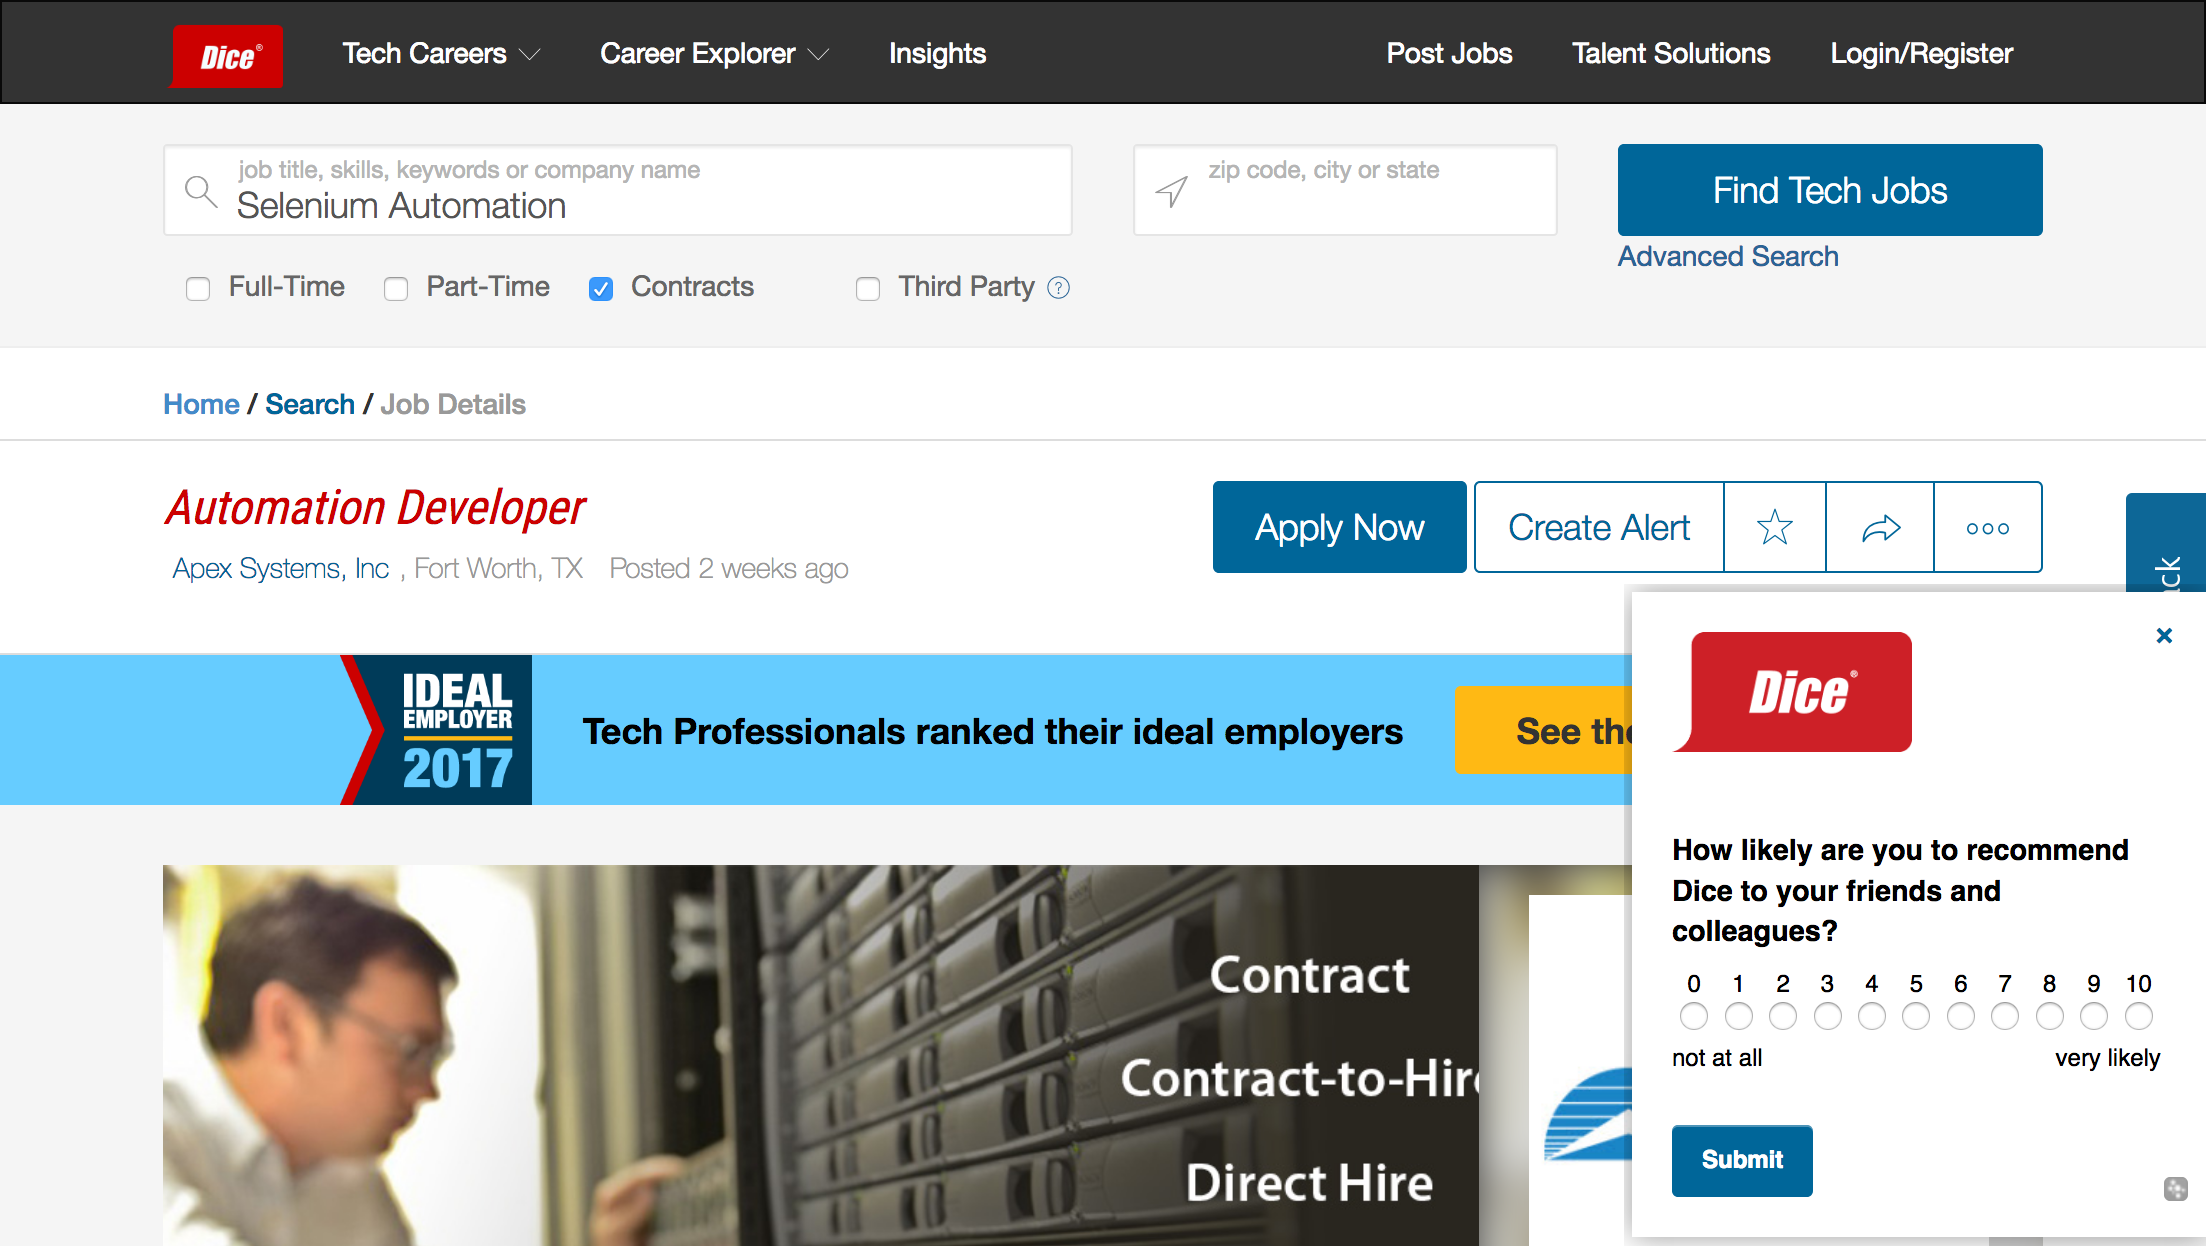 Dice®
Tech Careers
Career Explorer
Insights
Post Jobs
Talent Solutions
Login/Register
job title, skills, keywords or company name
Selenium Automation
zip code, city or state
Find Tech Jobs
Advanced Search
Full-Time
Part-Time
Contracts
Third Party ?
Home / Search / Job Details
Automation Developer
Apex Systems, Inc , Fort Worth, TX Posted 2 weeks ago
Apply Now
Create Alert
IDEAL
EMPLOYER
2017
Tech Professionals ranked their ideal employers
See the
Contract
Contract-to-Hire
Direct Hire
Dice®
How likely are you to recommend
Dice to your friends and
colleagues?
0 1 2 3 4 5 6 7 8 9 10
not at all
very likely
Submit